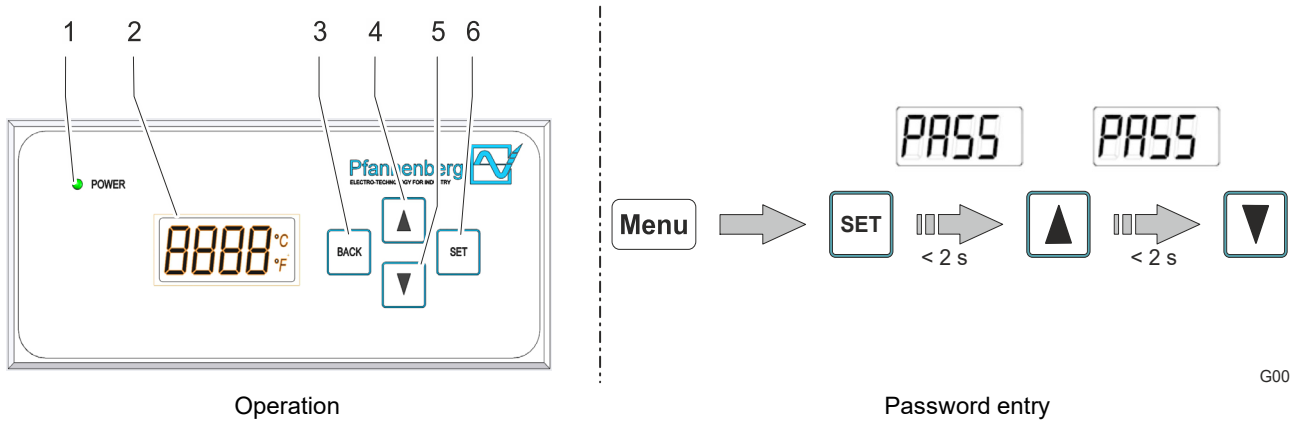 1 2 3 4 5 6
POWER
Pfannenberg
ELECTRO-TECHNOLOGY FOR INDUSTRY
8888 °C
°F
BACK
SET
Operation
PASS PASS
Menu SET
< 2 s < 2 s
G00
Password entry